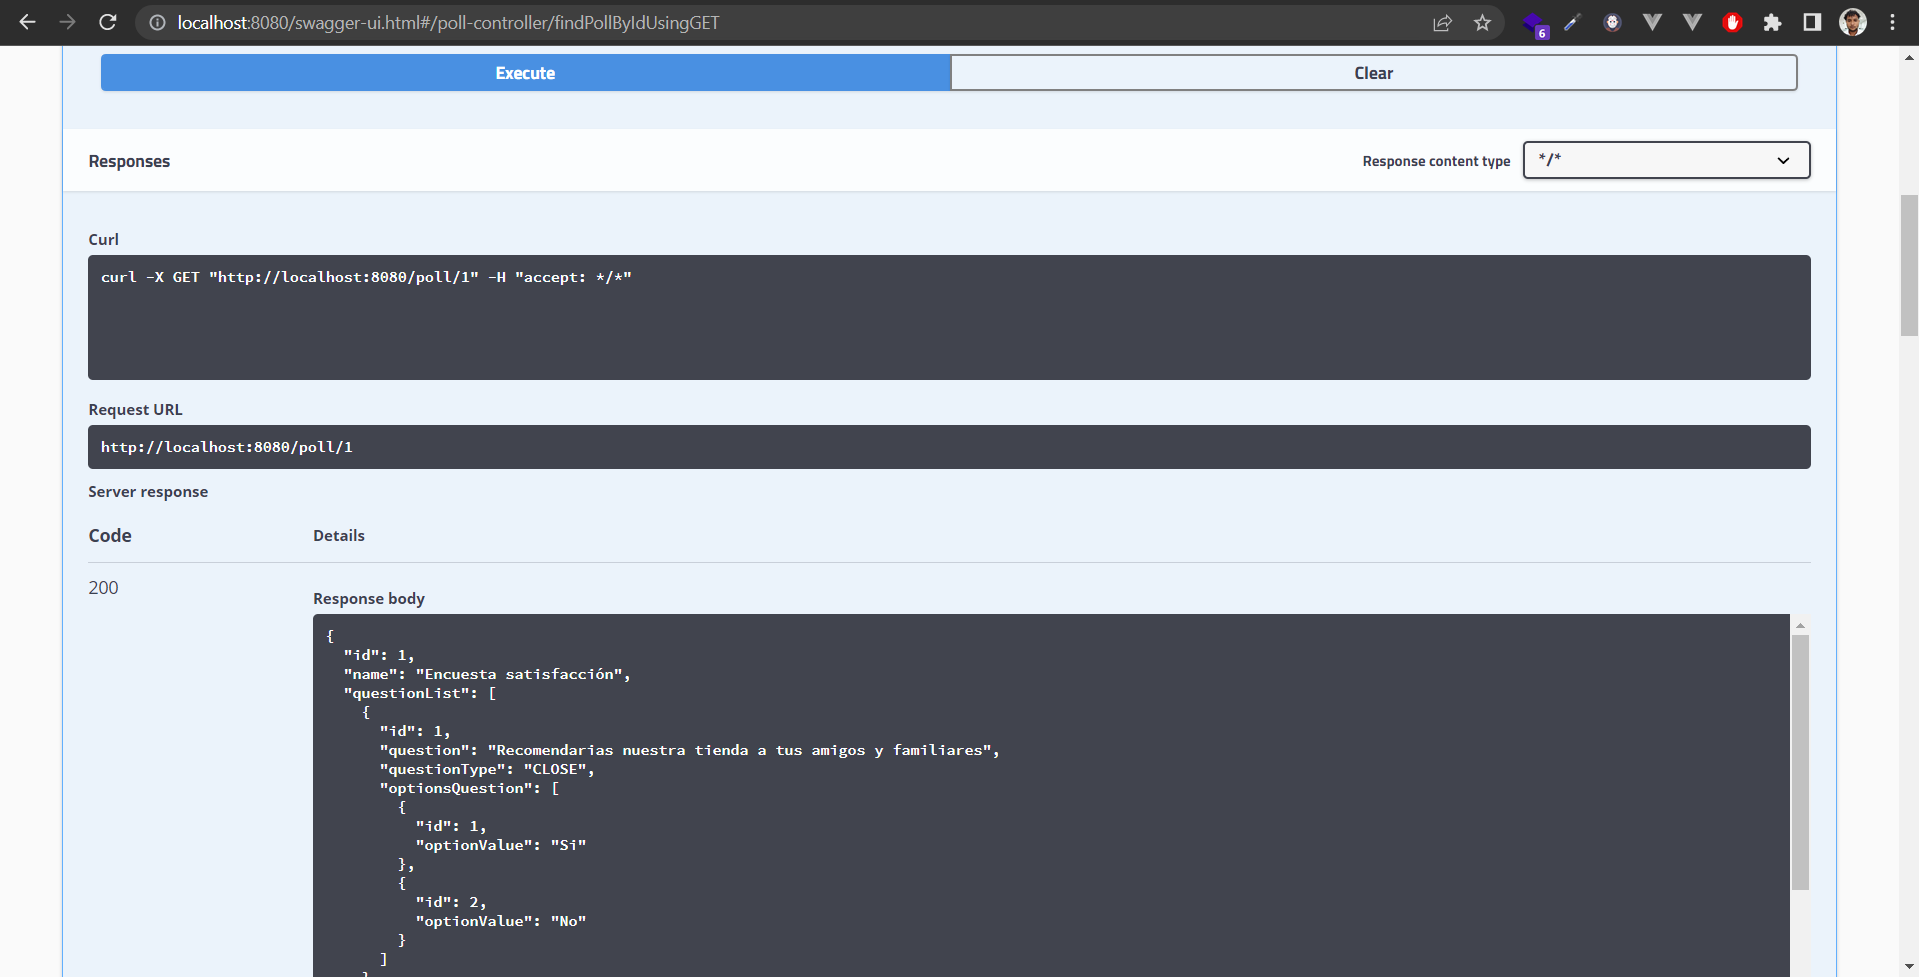 localhost:8080/swagger-ui.html#/poll-controller/findPollByIdUsingGET
6
Execute
Clear
Responses
Response content type
*/*
Curl
curl -X GET "http://localhost:8080/poll/1" -H "accept: */*"
Request URL
http://localhost:8080/poll/1
Server response
Code
Details
200
Response body
{
  "id": 1,
  "name": "Encuesta satisfacción",
  "questionList": [
    {
      "id": 1,
      "question": "Recomendarias nuestra tienda a tus amigos y familiares",
      "questionType": "CLOSE",
      "optionsQuestion": [
        {
          "id": 1,
          "optionValue": "Si"
        },
        {
          "id": 2,
          "optionValue": "No"
        }
      ]